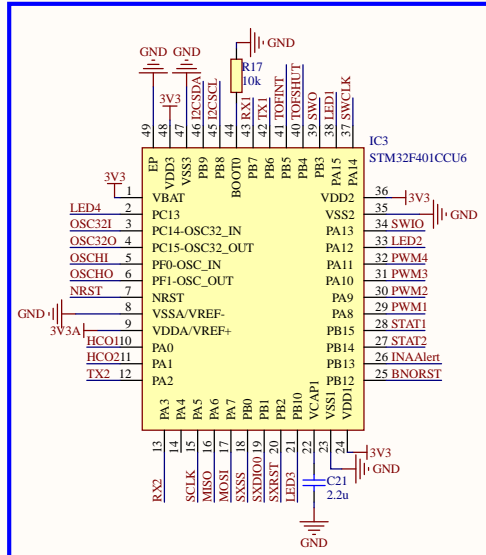 GND
GND
GND
R17
10k
3V3
I2CSDA
I2CSCL
RX1
TX1
TOFINT
TOFSHUT
SWO
LED1
SWCLK
49
48
47
46
45
44
43
42
41
40
39
38
37
IC3
STM32F401CCU6
EP
VDD3
VSS3
PB9
PB8
BOOT0
PB7
PB6
PB5
PB4
PB3
PA15
PA14
3V3 1 VBAT
VDD2 36 3V3
LED4 2 PC13
VSS2 35 GND
OSC32I 3 PC14-OSC32_IN
PA13 34 SWIO
OSC32O 4 PC15-OSC32_OUT
PA12 33 LED2
OSCHI 5 PF0-OSC_IN
PA11 32 PWM4
OSCHO 6 PF1-OSC_OUT
PA10 31 PWM3
NRST 7 NRST
PA9 30 PWM2
GND 8 VSSA/VREF-
PA8 29 PWM1
3V3A 9 VDDA/VREF+
PB15 28 STAT1
HCO1 10 PA0
PB14 27 STAT2
HCO2 11 PA1
PB13 26 INAAlert
TX2 12 PA2
PB12 25 BNORST
PA3
PA4
PA5
PA6
PA7
PB0
PB1
PB2
PB10
VCAP1
VSS1
VDD1
13
14
15
16
17
18
19
20
21
22
23
24
RX2
SCLK
MISO
MOSI
SXSS
SXDIO0
SXRST
LED3
3V3
GND
C21
2.2u
GND